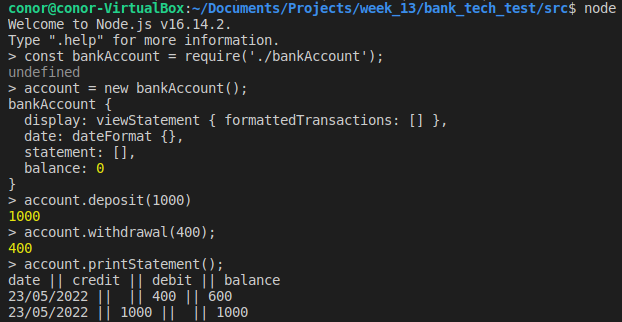 conor@conor-VirtualBox:~/Documents/Projects/week_13/bank_tech_test/src$ node
Welcome to Node.js v16.14.2.
Type ".help" for more information.
> const bankAccount = require('./bankAccount');
undefined
> account = new bankAccount();
bankAccount {
  display: viewStatement { formattedTransactions: [] },
  date: dateFormat {},
  statement: [],
  balance: 0
}
> account.deposit(1000)
1000
> account.withdrawal(400);
400
> account.printStatement();
date || credit || debit || balance
23/05/2022 ||  || 400 || 600
23/05/2022 || 1000 ||  || 1000